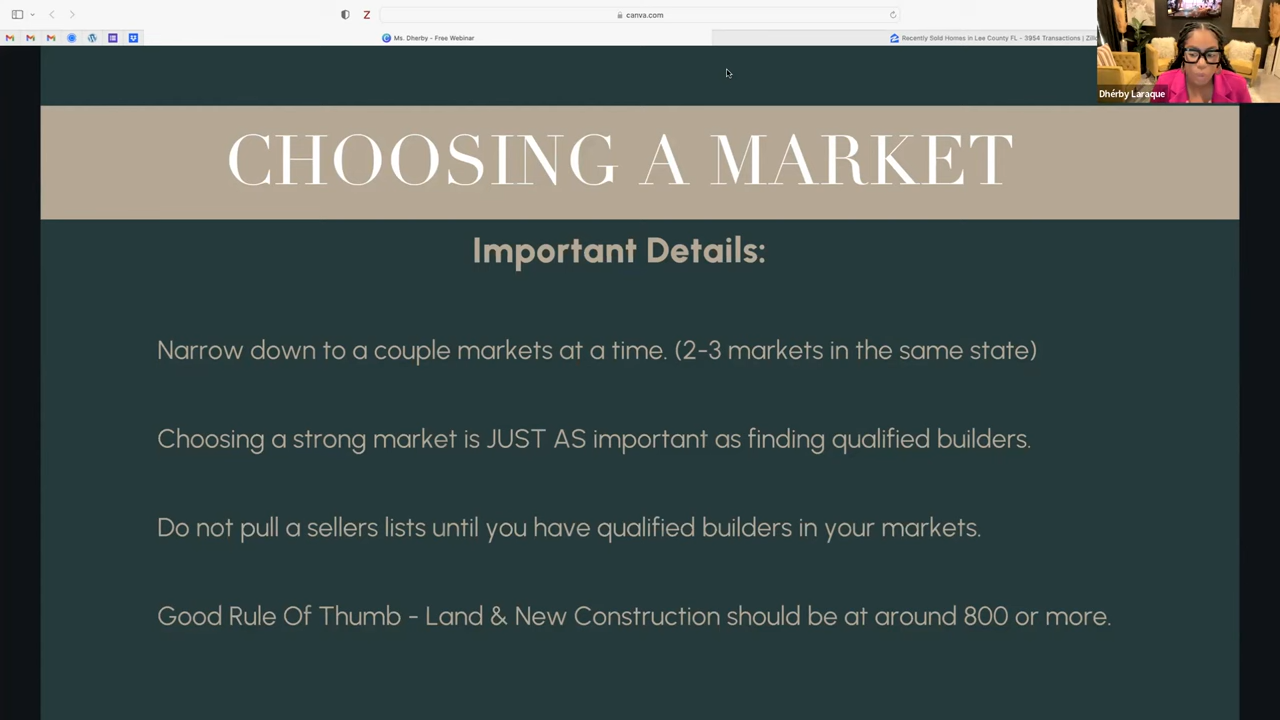 canva.com
Ms. Dherby - Free Webinar
Recently Sold Homes in Lee County FL - 3954 Transactions | Zillo
Dhérby Laraque
CHOOSING A MARKET
Important Details:
Narrow down to a couple markets at a time. (2-3 markets in the same state)
Choosing a strong market is JUST AS important as finding qualified builders.
Do not pull a sellers lists until you have qualified builders in your markets.
Good Rule Of Thumb - Land & New Construction should be at around 800 or more.